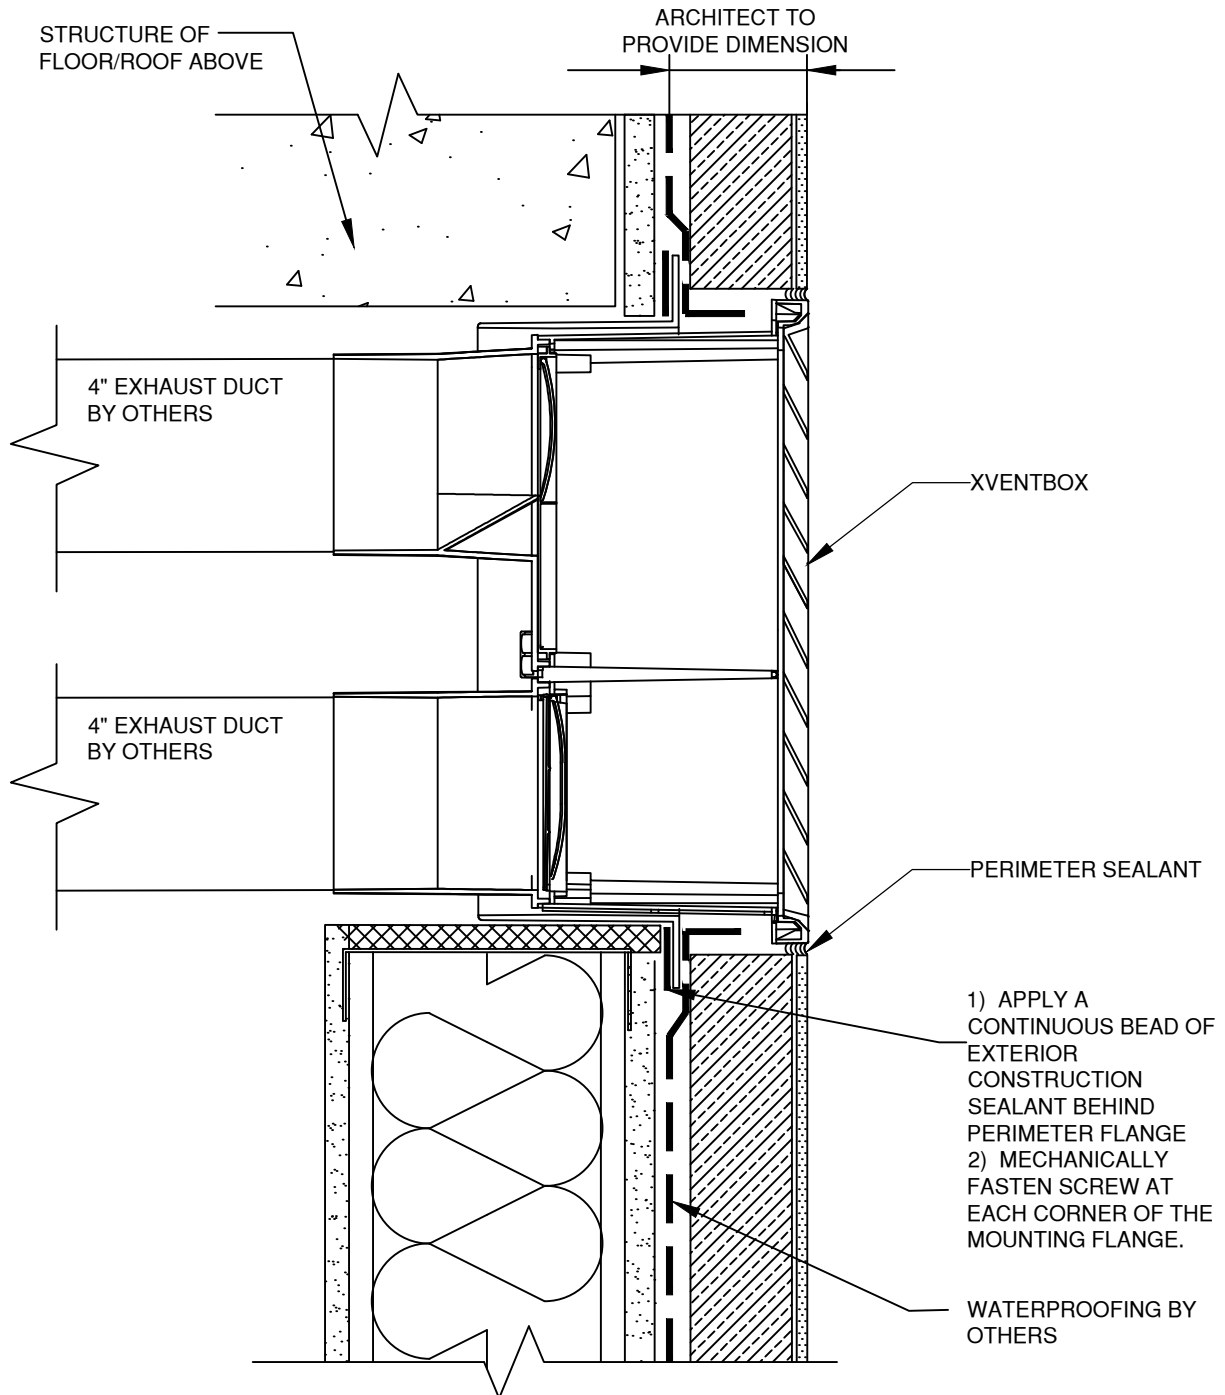 STRUCTURE OF
FLOOR/ROOF ABOVE
ARCHITECT TO
PROVIDE DIMENSION
4" EXHAUST DUCT
BY OTHERS
XVENTBOX
4" EXHAUST DUCT
BY OTHERS
PERIMETER SEALANT
1) APPLY A
CONTINUOUS BEAD OF
EXTERIOR
CONSTRUCTION
SEALANT BEHIND
PERIMETER FLANGE
2) MECHANICALLY
FASTEN SCREW AT
EACH CORNER OF THE
MOUNTING FLANGE.
WATERPROOFING BY
OTHERS